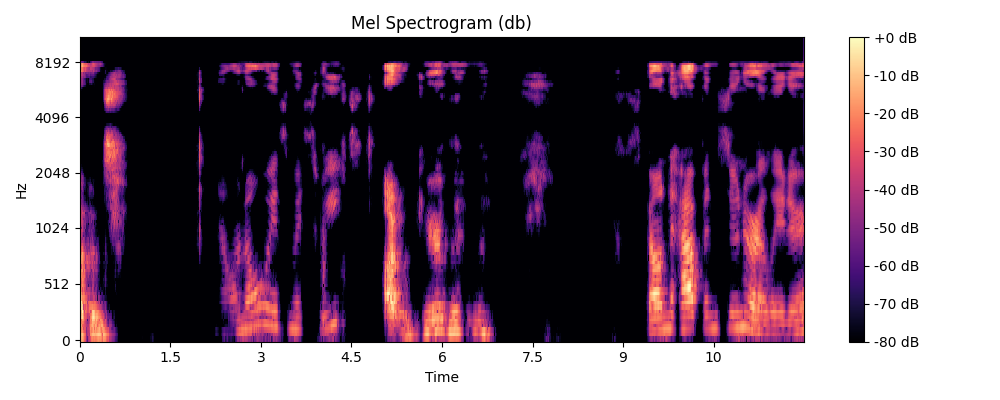 Mel Spectrogram (db)
Hz
8192
4096
2048
1024
512
0
0 1.5 3 4.5 6 7.5 9 10
Time
+0 dB
-10 dB
-20 dB
-30 dB
-40 dB
-50 dB
-60 dB
-70 dB
-80 dB